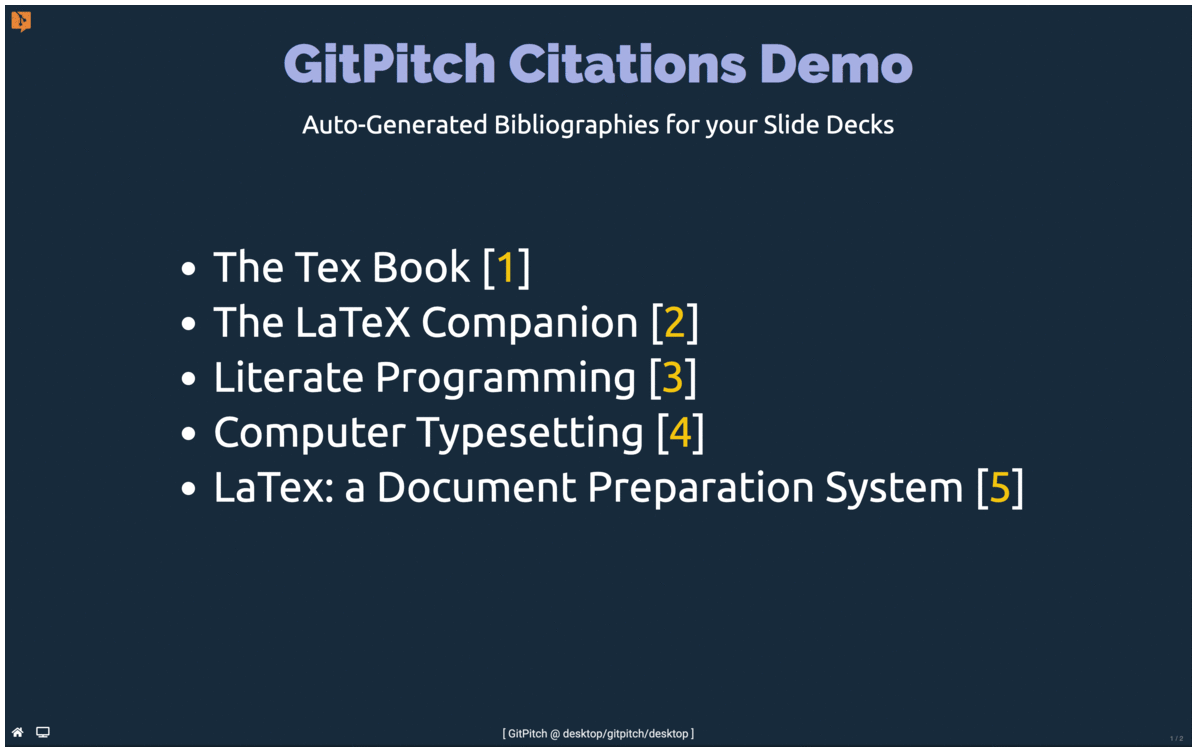 GitPitch Citations Demo
Auto-Generated Bibliographies for your Slide Decks
• The Tex Book [1]
• The LaTeX Companion [2]
• Literate Programming [3]
• Computer Typesetting [4]
• LaTex: a Document Preparation System [5]
[ GitPitch @ desktop/gitpitch/desktop ]
1 / 2